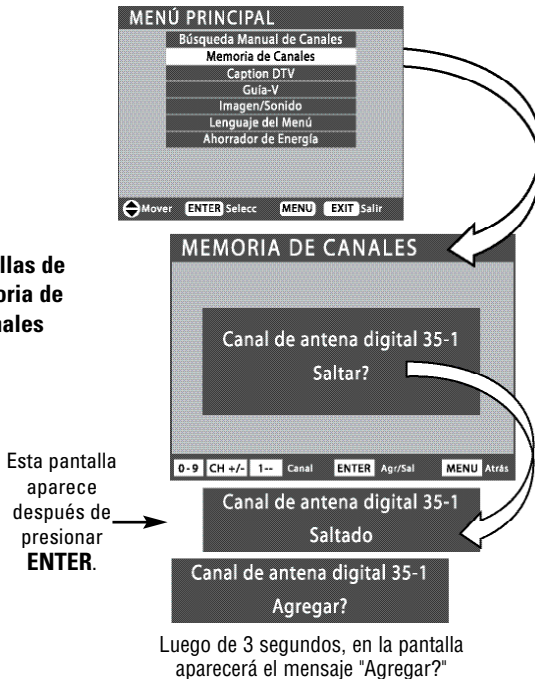 MENÚ PRINCIPAL
Búsqueda Manual de Canales
Memoria de Canales
Caption DTV
Guía-V
Imagen/Sonido
Lenguaje del Menú
Ahorrador de Energía
Mover ENTER Selecc MENU EXIT Salir
llas de
oria de
nales
MEMORIA DE CANALES
Canal de antena digital 35-1
Saltar?
0-9 CH +/- 1-- Canal ENTER Agr/Sal MENU Atrás
Esta pantalla
aparece
después de
presionar
ENTER.
Canal de antena digital 35-1
Saltado
Canal de antena digital 35-1
Agregar?
Luego de 3 segundos, en la pantalla
aparecerá el mensaje "Agregar?"